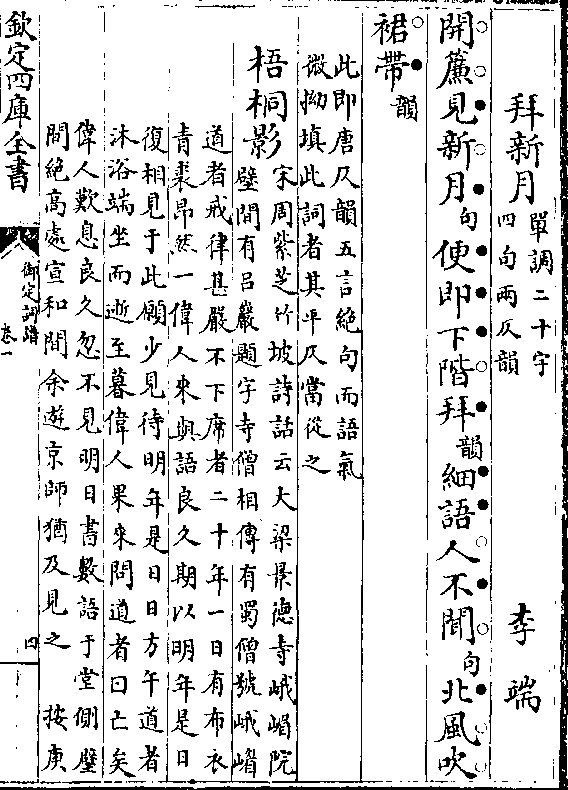 拜新月 單調二十字 李端
四句兩仄韻
開簾見新月句使即下階拜韻細語人不聞句北風吹
裙帶韻
此即唐仄韻五言絶句而語氣
微拗填此詞者其平仄當從之
梧桐影 宋周紫芝竹坡詩話云大梁景德寺峨嵋院
壁間有吕巖題字寺僧相傳有蜀僧號峨嵋
道者戒律甚嚴不下席者二十年一日有布衣
青裘昂然一偉人來與語良久期以明年是日
復相見于此願少見待明年是日日方午道者
沐浴端坐而逝至暮偉人果來問道者曰亡矣
偉人歎息良久忽不見明日書數語于堂側壁
間絶高處宣和間余遊京師猶及見之 按庚
欽定四庫全書
御定詞譜
卷一
四